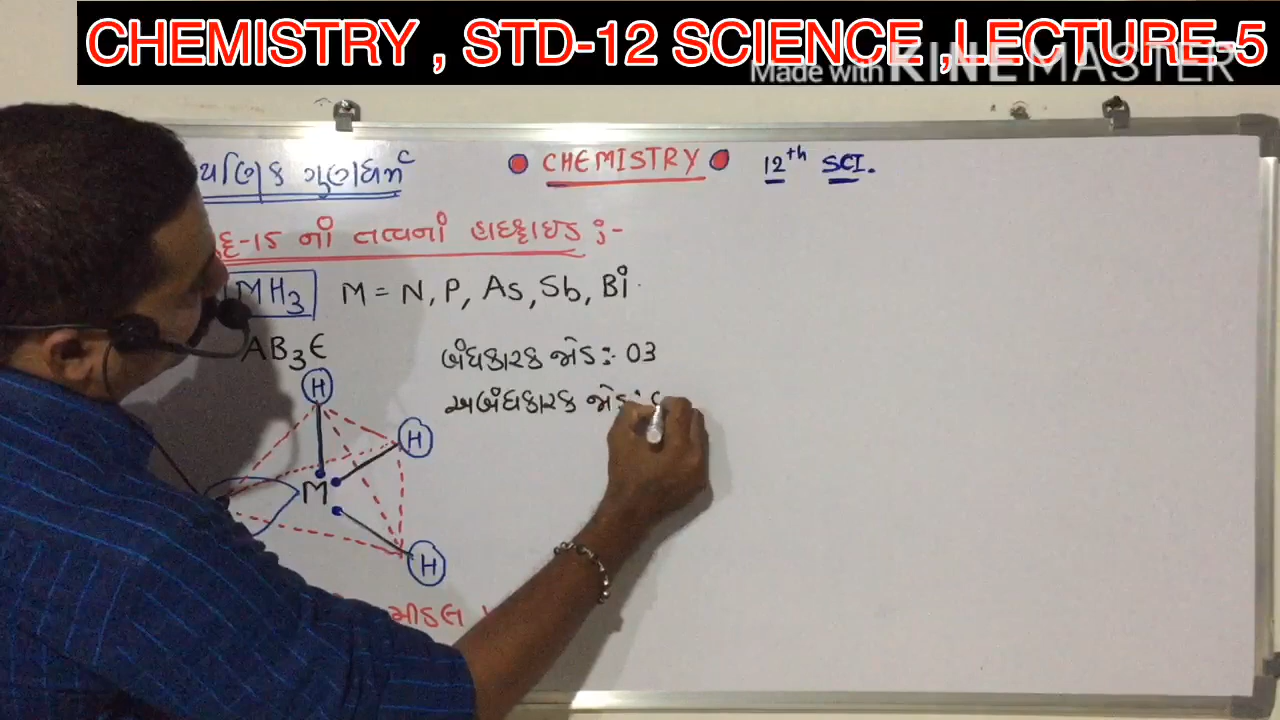 CHEMISTRY , STD-12 SCIENCE ,LECTURE-5
Made with KINEMASTER
ગુણધર્મ
• CHEMISTRY • 12th SCI.
-15 નાં તત્વનાં હાઇડ્રાઇડ :-
MH3 M = N, P, As, Sb, Bi
AB3E
બંધકારક જોડ :- 03
અબંધકારક
H
H
M
H
મોડલ